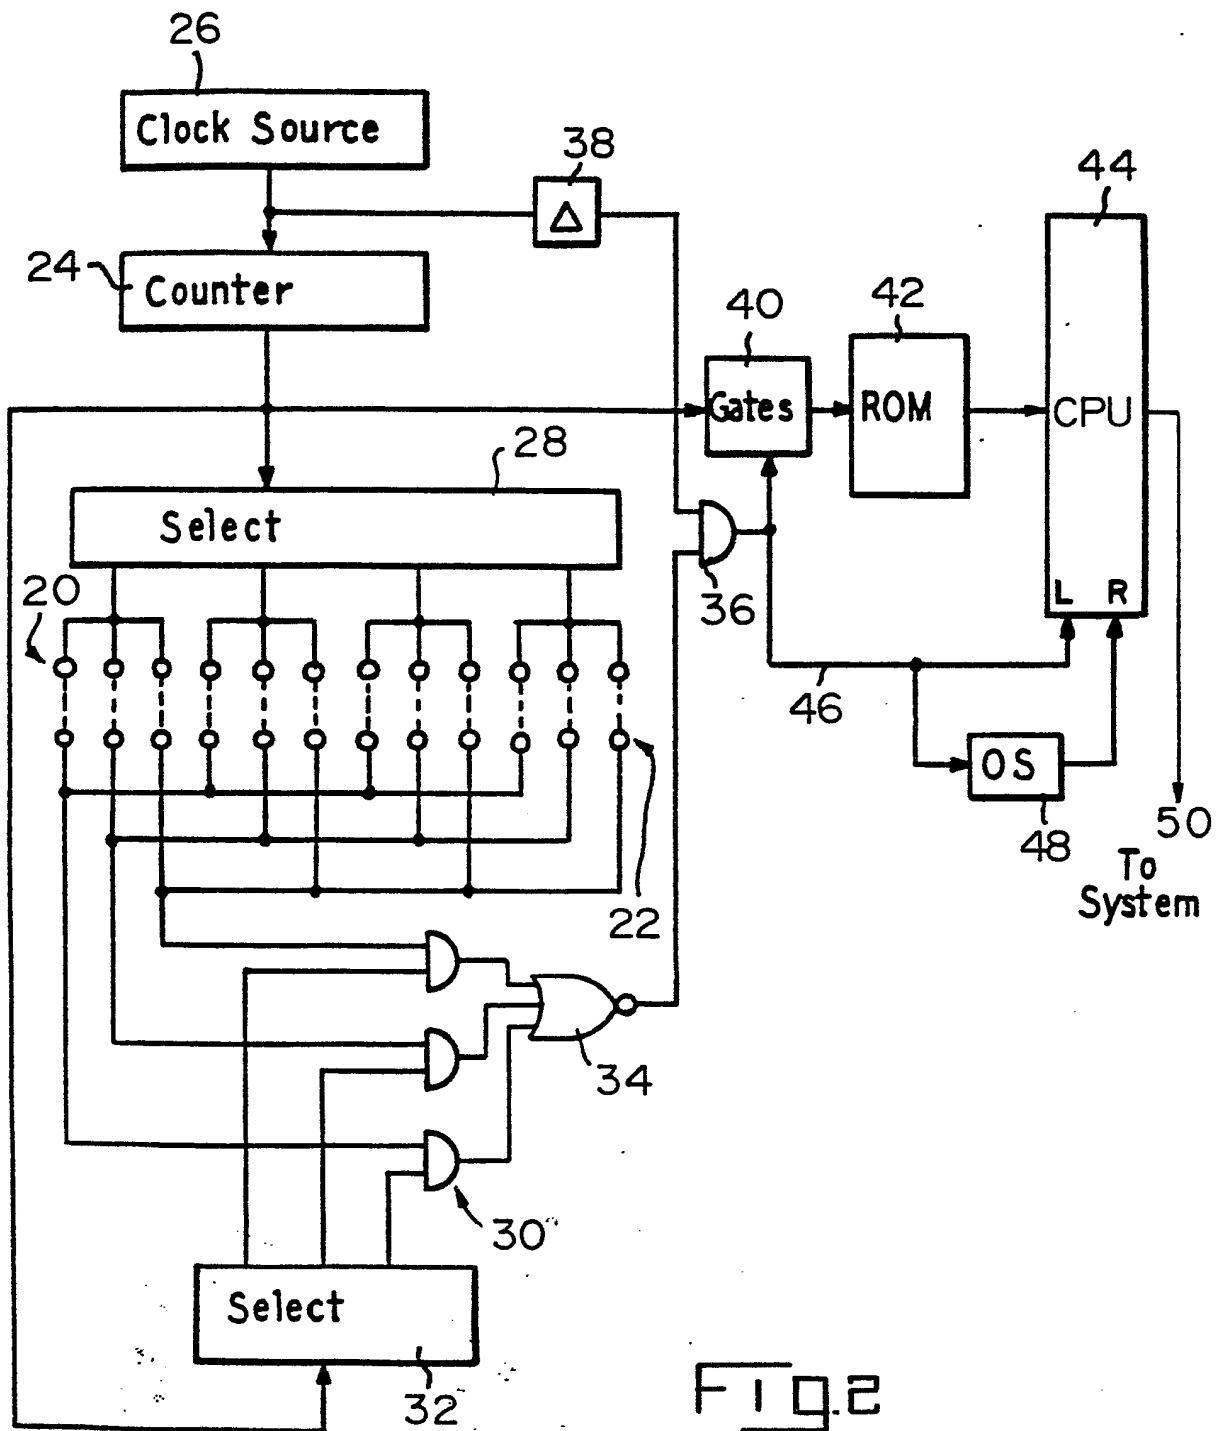 26
Clock Source
38
Δ
44
24
Counter
40
42
Gates
ROM
CPU
28
Select
36
20
L R
46
OS
48
50
To
System
22
34
30
Select
32
Fig.2